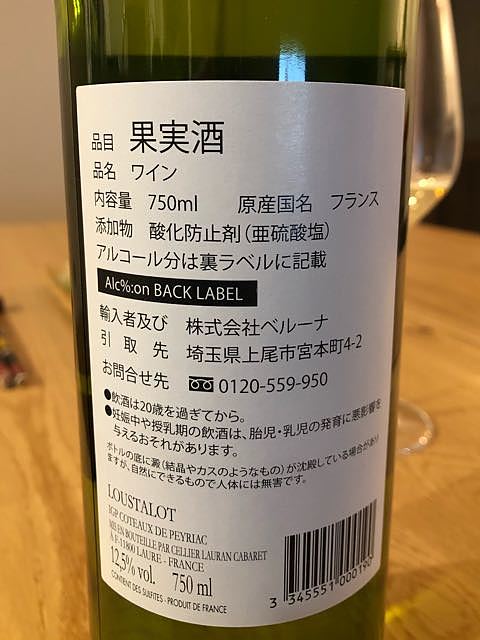 品目 果実酒
品名 ワイン
内容量 750ml 原産国名 フランス
添加物 酸化防止剤(亜硫酸塩)
アルコール分は裏ラベルに記載
Alc%:on BACK LABEL
輸入者及び 株式会社ベルーナ
引取先 埼玉県上尾市宮本町4-2
お問合せ先 0120-559-950
●飲酒は20歳を過ぎてから。
●妊娠中や授乳期の飲酒は、胎児・乳児の発育に悪影響を
与えるおそれがあります。
ボトルの底に澱(結晶やカスのようなもの)が沈殿している場合があり
ますが、自然にできるもので人体には無害です。
LOUSTALOT
IGP COTEAUX DE PEYRIAC
MIS EN BOUTEILLE PAR CELLIER LAURAN CABARET
À F-11800 LAURE - FRANCE
12,5% vol. 750 ml
CONTENT DES SULFITES - PRODUIT DE FRANCE
3 345551 000190